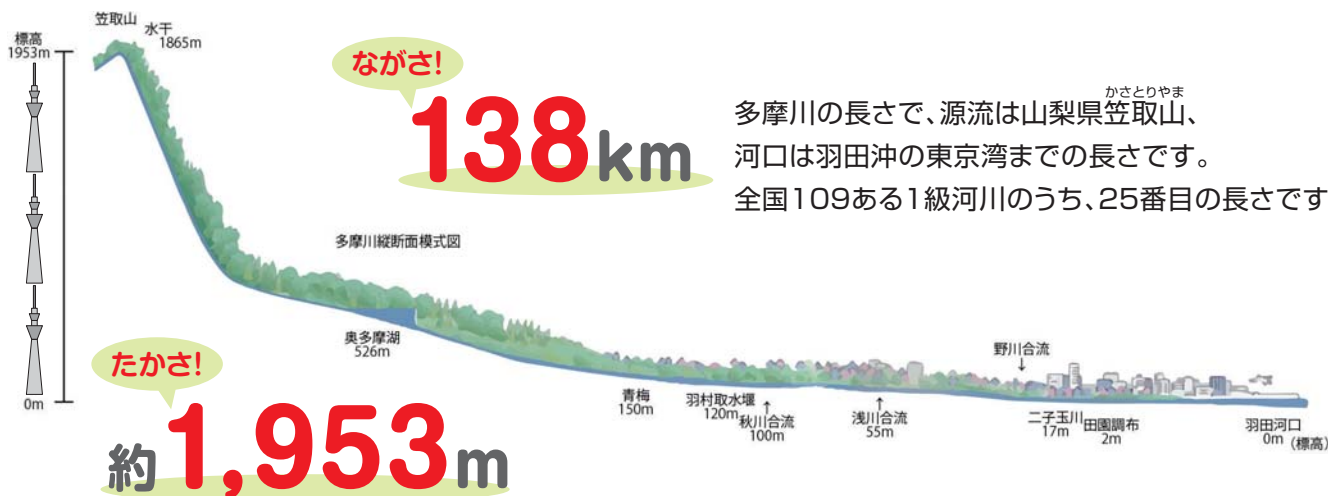 笠取山
水干
1865m
標高
1953m
ながさ!
138km
かさとりやま
多摩川の長さで、源流は山梨県笠取山、
河口は羽田沖の東京湾までの長さです。
全国109ある1級河川のうち、25番目の長さです
多摩川縦断面模式図
奥多摩湖
526m
たかさ!
約1,953m
0m
青梅
150m
羽村取水堰
120m
↑
秋川合流
100m
↑
浅川合流
55m
野川合流
↓
二子玉川
17m
田園調布
2m
羽田河口
0m (標高)